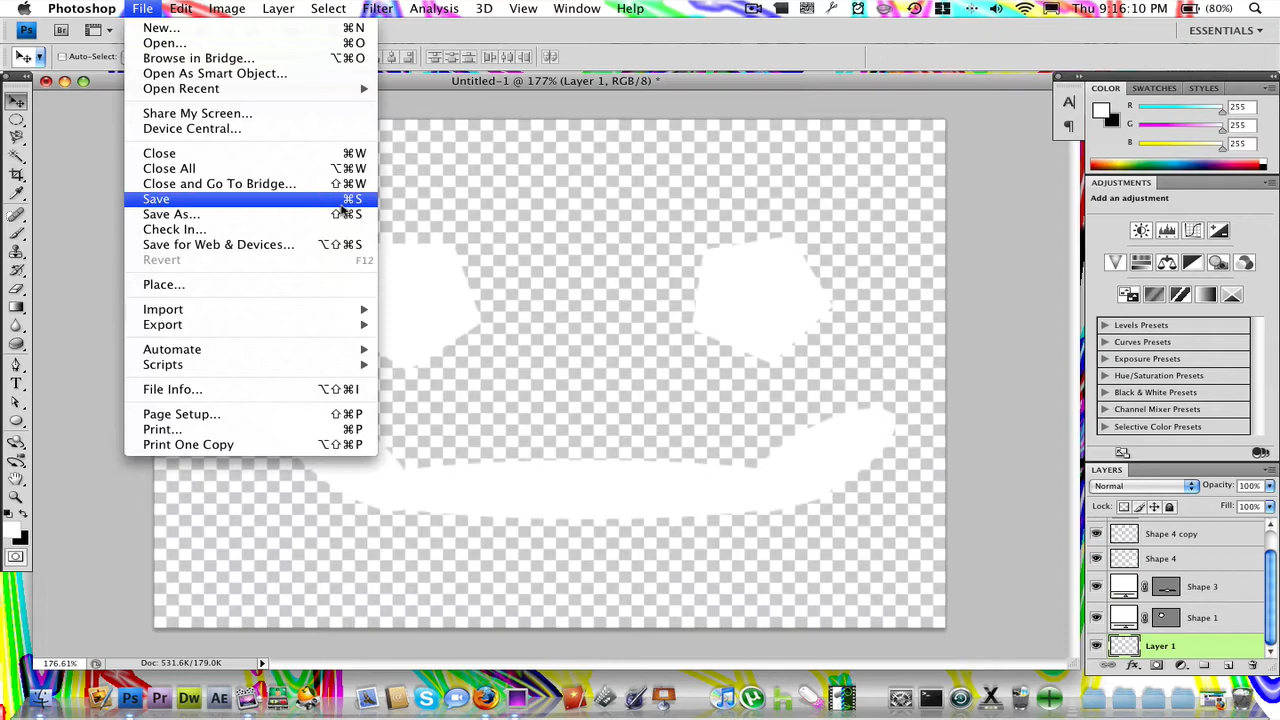 Photoshop File Edit Image Layer Select Filter Analysis 3D View Window Help Thu 9:16:10 PM (80%)
Ps Br ESSENTIALS
Auto-Select:
Untitled-1 @ 177% (Layer 1, RGB/8) *
New... ⌘N
Open... ⌘O
Browse in Bridge... ⌥⌘O
Open As Smart Object...
Open Recent
Share My Screen...
Device Central...
Close ⌘W
Close All ⌥⌘W
Close and Go To Bridge... ⇧⌘W
Save ⌘S
Save As... ⇧⌘S
Check In...
Save for Web & Devices... ⌥⇧⌘S
Revert F12
Place...
Import
Export
Automate
Scripts
File Info... ⌥⇧⌘I
Page Setup... ⇧⌘P
Print... ⌘P
Print One Copy ⌥⇧⌘P
COLOR SWATCHES STYLES
R 255
G 255
B 255
ADJUSTMENTS
Add an adjustment
Levels Presets
Curves Presets
Exposure Presets
Hue/Saturation Presets
Black & White Presets
Channel Mixer Presets
Selective Color Presets
LAYERS
Normal Opacity: 100%
Lock: Fill: 100%
Shape 4 copy
Shape 4
Shape 3
Shape 1
Layer 1
176.61% Doc: 531.6K/179.0K
Ps Pr Dw AE